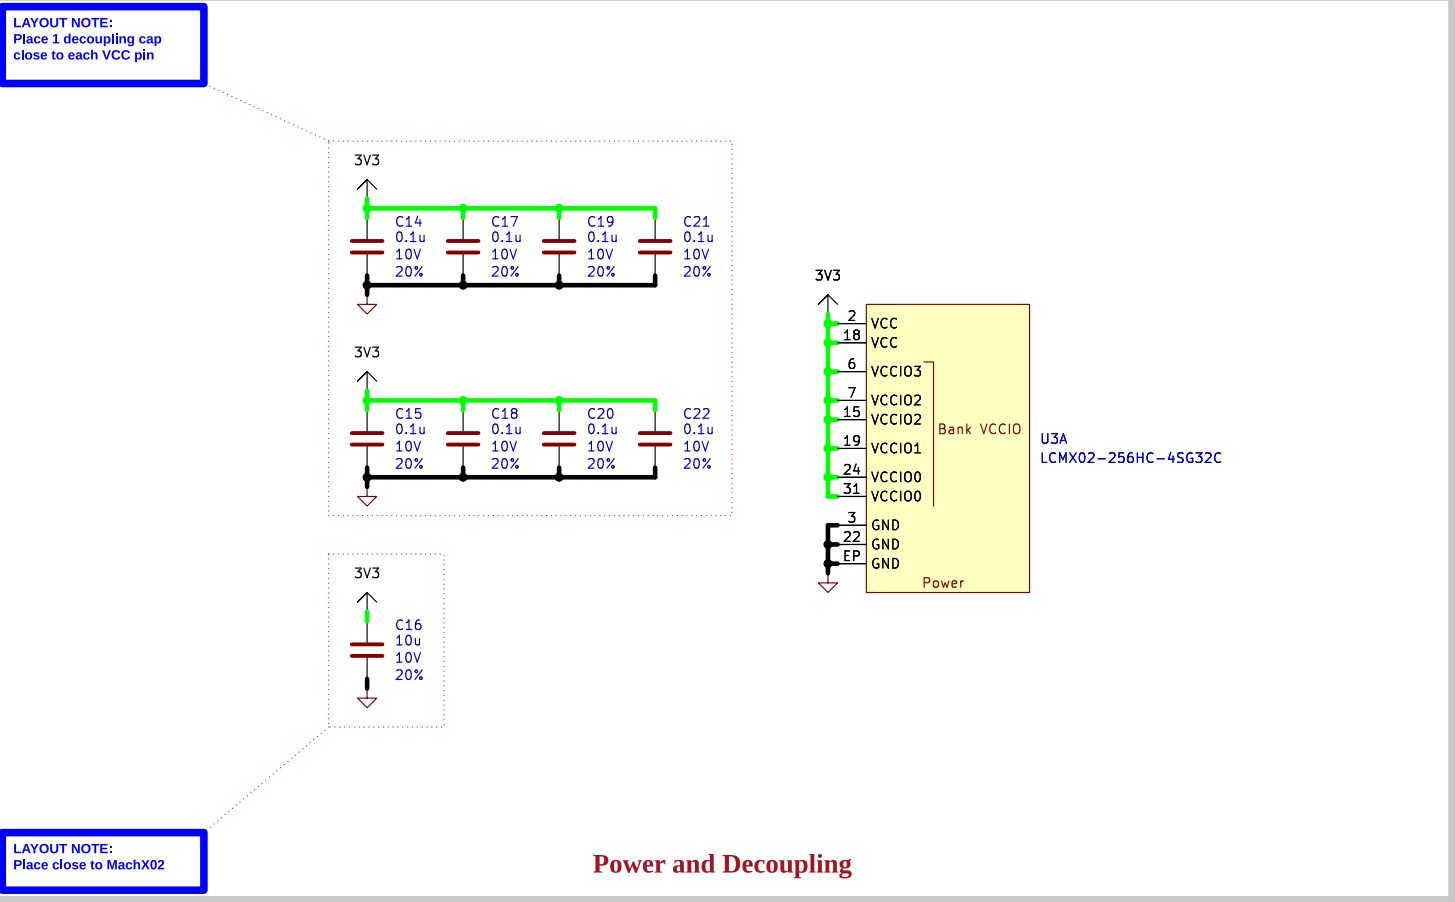 LAYOUT NOTE:
Place 1 decoupling cap
close to each VCC pin
3V3
C14
0.1u
10V
20%
C17
0.1u
10V
20%
C19
0.1u
10V
20%
C21
0.1u
10V
20%
3V3
C15
0.1u
10V
20%
C18
0.1u
10V
20%
C20
0.1u
10V
20%
C22
0.1u
10V
20%
3V3
C16
10u
10V
20%
3V3
2 VCC
18 VCC
6 VCCIO3
7 VCCIO2
15 VCCIO2
19 VCCIO1
24 VCCIO0
31 VCCIO0
3 GND
22 GND
EP GND
Bank VCCIO
Power
U3A
LCMXO2-256HC-4SG32C
LAYOUT NOTE:
Place close to MachXO2
Power and Decoupling